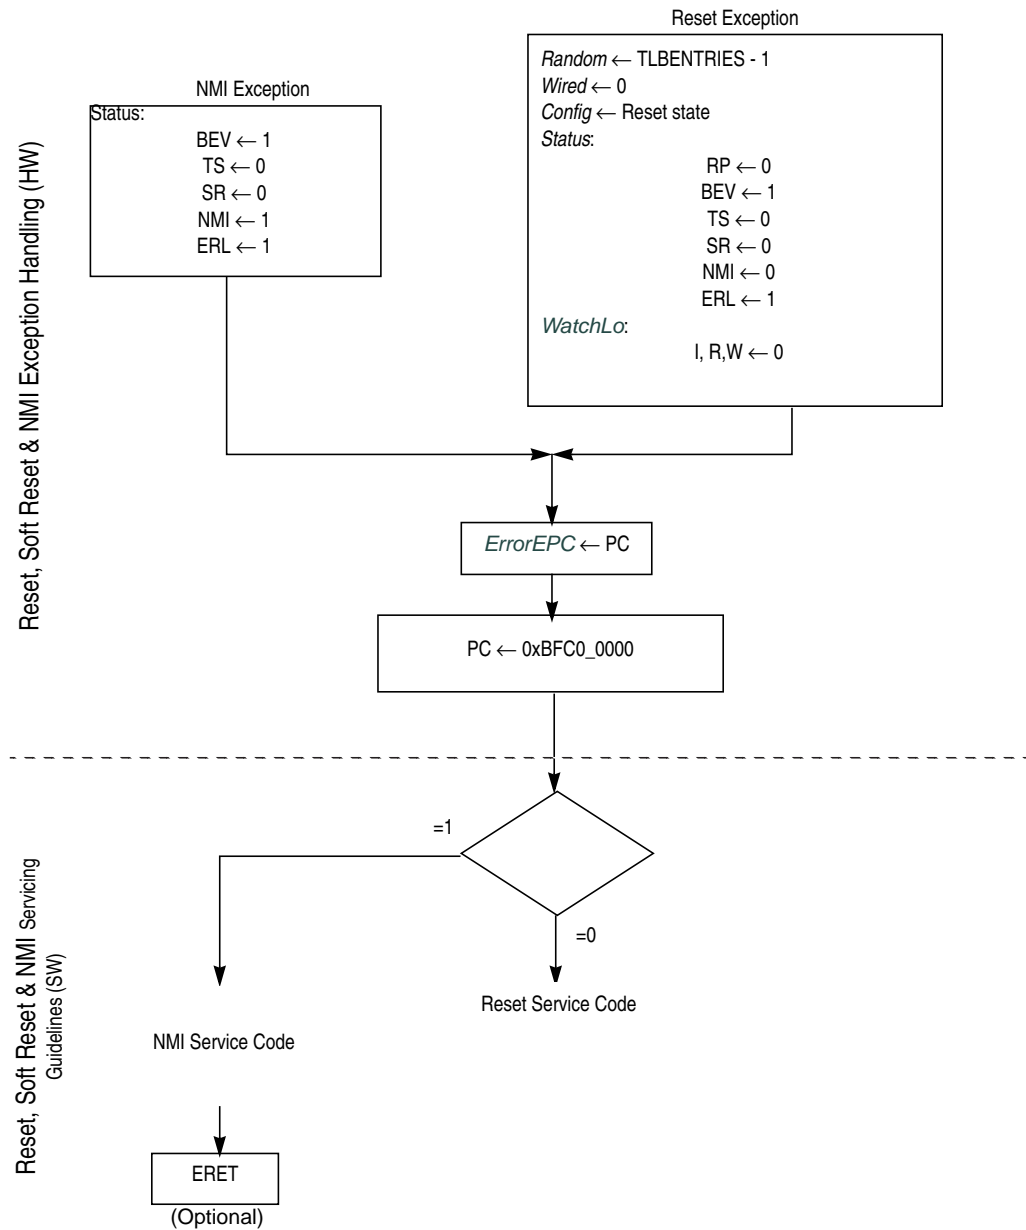 Reset Exception
Random ← TLBENTRIES - 1
Wired ← 0
Config ← Reset state
Status:
RP ← 0
BEV ← 1
TS ← 0
SR ← 0
NMI ← 0
ERL ← 1
WatchLo:
I, R,W ← 0
NMI Exception
Status:
BEV ← 1
TS ← 0
SR ← 0
NMI ← 1
ERL ← 1
Reset, Soft Reset & NMI Exception Handling (HW)
ErrorEPC ← PC
PC ← 0xBFC0_0000
=1
=0
Reset Service Code
NMI Service Code
ERET
(Optional)
Reset, Soft Reset & NMI Servicing
Guidelines (SW)